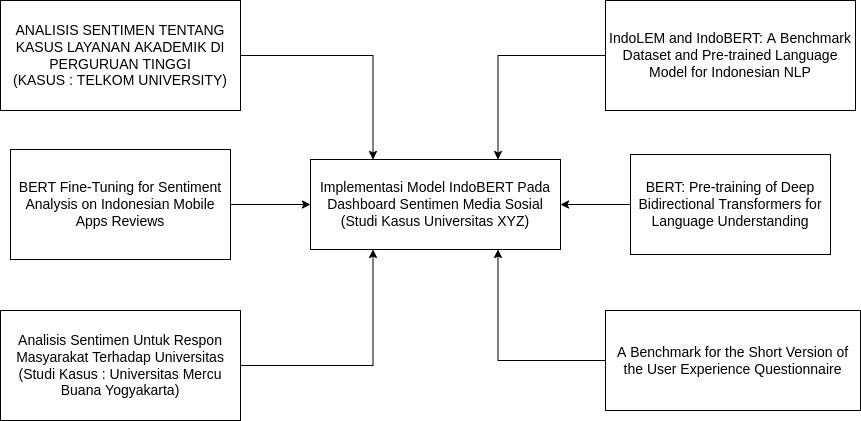 ANALISIS SENTIMEN TENTANG
KASUS LAYANAN AKADEMIK DI
PERGURUAN TINGGI
(KASUS : TELKOM UNIVERSITY)
IndoLEM and IndoBERT: A Benchmark
Dataset and Pre-trained Language
Model for Indonesian NLP
BERT Fine-Tuning for Sentiment
Analysis on Indonesian Mobile
Apps Reviews
Implementasi Model IndoBERT Pada
Dashboard Sentimen Media Sosial
(Studi Kasus Universitas XYZ)
BERT: Pre-training of Deep
Bidirectional Transformers for
Language Understanding
Analisis Sentimen Untuk Respon
Masyarakat Terhadap Universitas
(Studi Kasus : Universitas Mercu
Buana Yogyakarta)
A Benchmark for the Short Version of
the User Experience Questionnaire